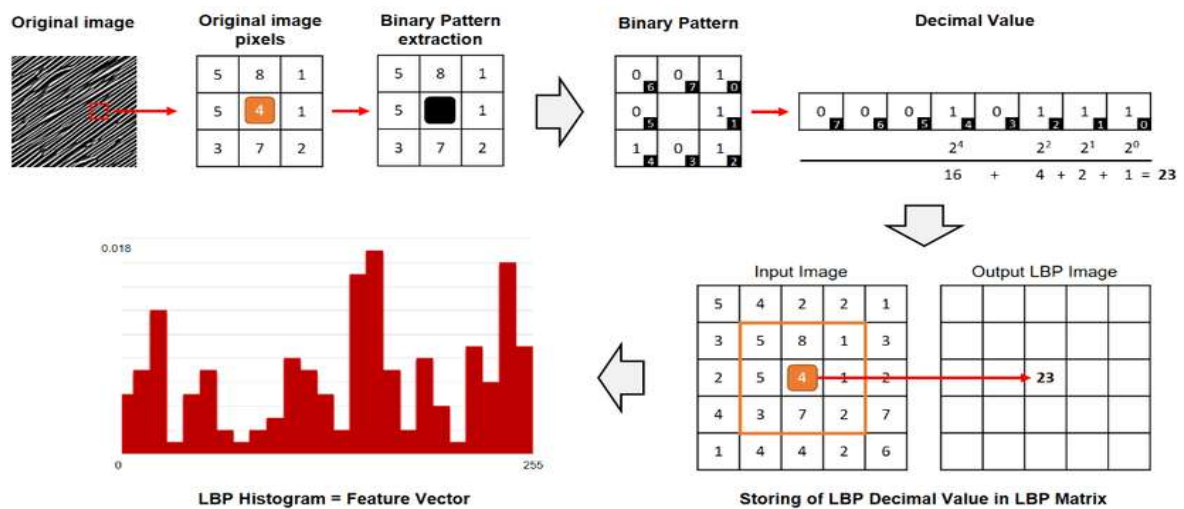 Original image
Original image
pixels
Binary Pattern
extraction
Binary Pattern
Decimal Value
5 8 1
5 4 1
3 7 2
5 8 1
5 1
3 7 2
0 6 0 7 1 0
0 5 1 1
1 4 0 3 1 2
0 7 0 6 0 5 1 4 0 3 1 2 1 1 1 0
2⁴ 2² 2¹ 2⁰
16 + 4 + 2 + 1 = 23
0.018
0 255
LBP Histogram = Feature Vector
Input Image
5 4 2 2 1
3 5 8 1 3
2 5 4 1 2
4 3 7 2 7
1 4 4 2 6
Output LBP Image
23
Storing of LBP Decimal Value in LBP Matrix